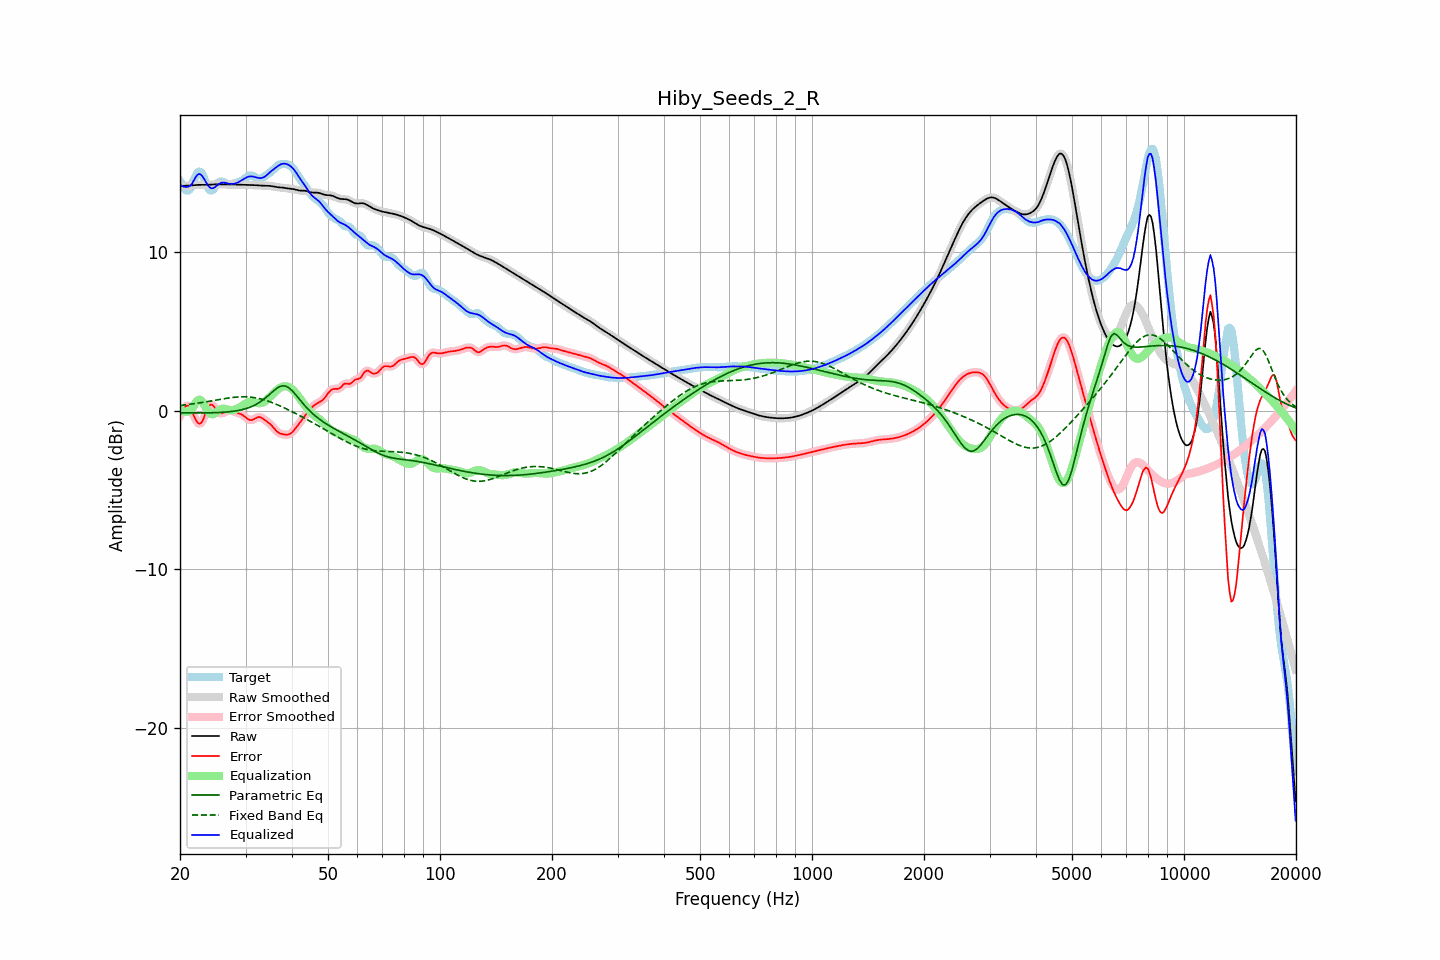 Hiby_Seeds_2_R
Amplitude (dBr)
10
0
−10
−20
Target
Raw Smoothed
Error Smoothed
Raw
Error
Equalization
Parametric Eq
Fixed Band Eq
Equalized
20 50 100 200 500 1000 2000 5000 10000 20000
Frequency (Hz)